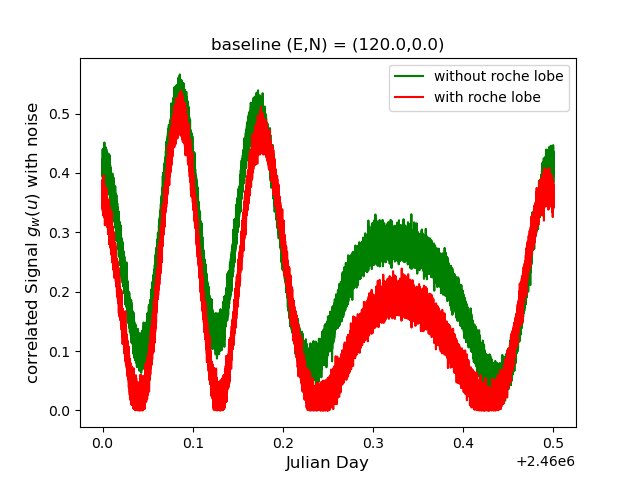 baseline (E,N) = (120.0,0.0)
without roche lobe
with roche lobe
correlated Signal g_w(u) with noise
0.5
0.4
0.3
0.2
0.1
0.0
0.0 0.1 0.2 0.3 0.4 0.5
Julian Day
+2.46e6